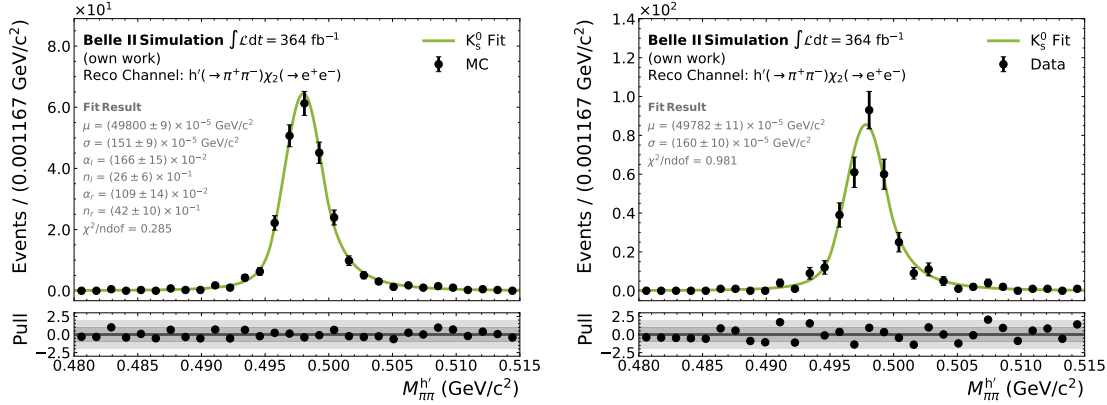 ×10¹
Events / (0.001167 GeV/c²)
8.0
6.0
4.0
2.0
0.0
Belle II Simulation ∫ℒdt = 364 fb⁻¹
(own work)
Reco Channel: h′(→π⁺π⁻)χ₂(→e⁺e⁻)
K⁰ₛ Fit
MC
Fit Result
μ = (49800 ± 9) × 10⁻⁵ GeV/c²
σ = (151 ± 9) × 10⁻⁵ GeV/c²
αₗ = (166 ± 15) × 10⁻²
nₗ = (26 ± 6) × 10⁻¹
αᵣ = (109 ± 14) × 10⁻²
nᵣ = (42 ± 10) × 10⁻¹
χ²/ndof = 0.285
Pull
2.5
0.0
−2.5
0.480 0.485 0.490 0.495 0.500 0.505 0.510 0.515
M^{h′}_{ππ} (GeV/c²)
×10²
Events / (0.001167 GeV/c²)
1.4
1.2
1.0
0.8
0.6
0.4
0.2
0.0
Belle II Simulation ∫ℒdt = 364 fb⁻¹
(own work)
Reco Channel: h′(→π⁺π⁻)χ₂(→e⁺e⁻)
K⁰ₛ Fit
Data
Fit Result
μ = (49782 ± 11) × 10⁻⁵ GeV/c²
σ = (160 ± 10) × 10⁻⁵ GeV/c²
χ²/ndof = 0.981
Pull
2.5
0.0
−2.5
0.480 0.485 0.490 0.495 0.500 0.505 0.510 0.515
M^{h′}_{ππ} (GeV/c²)